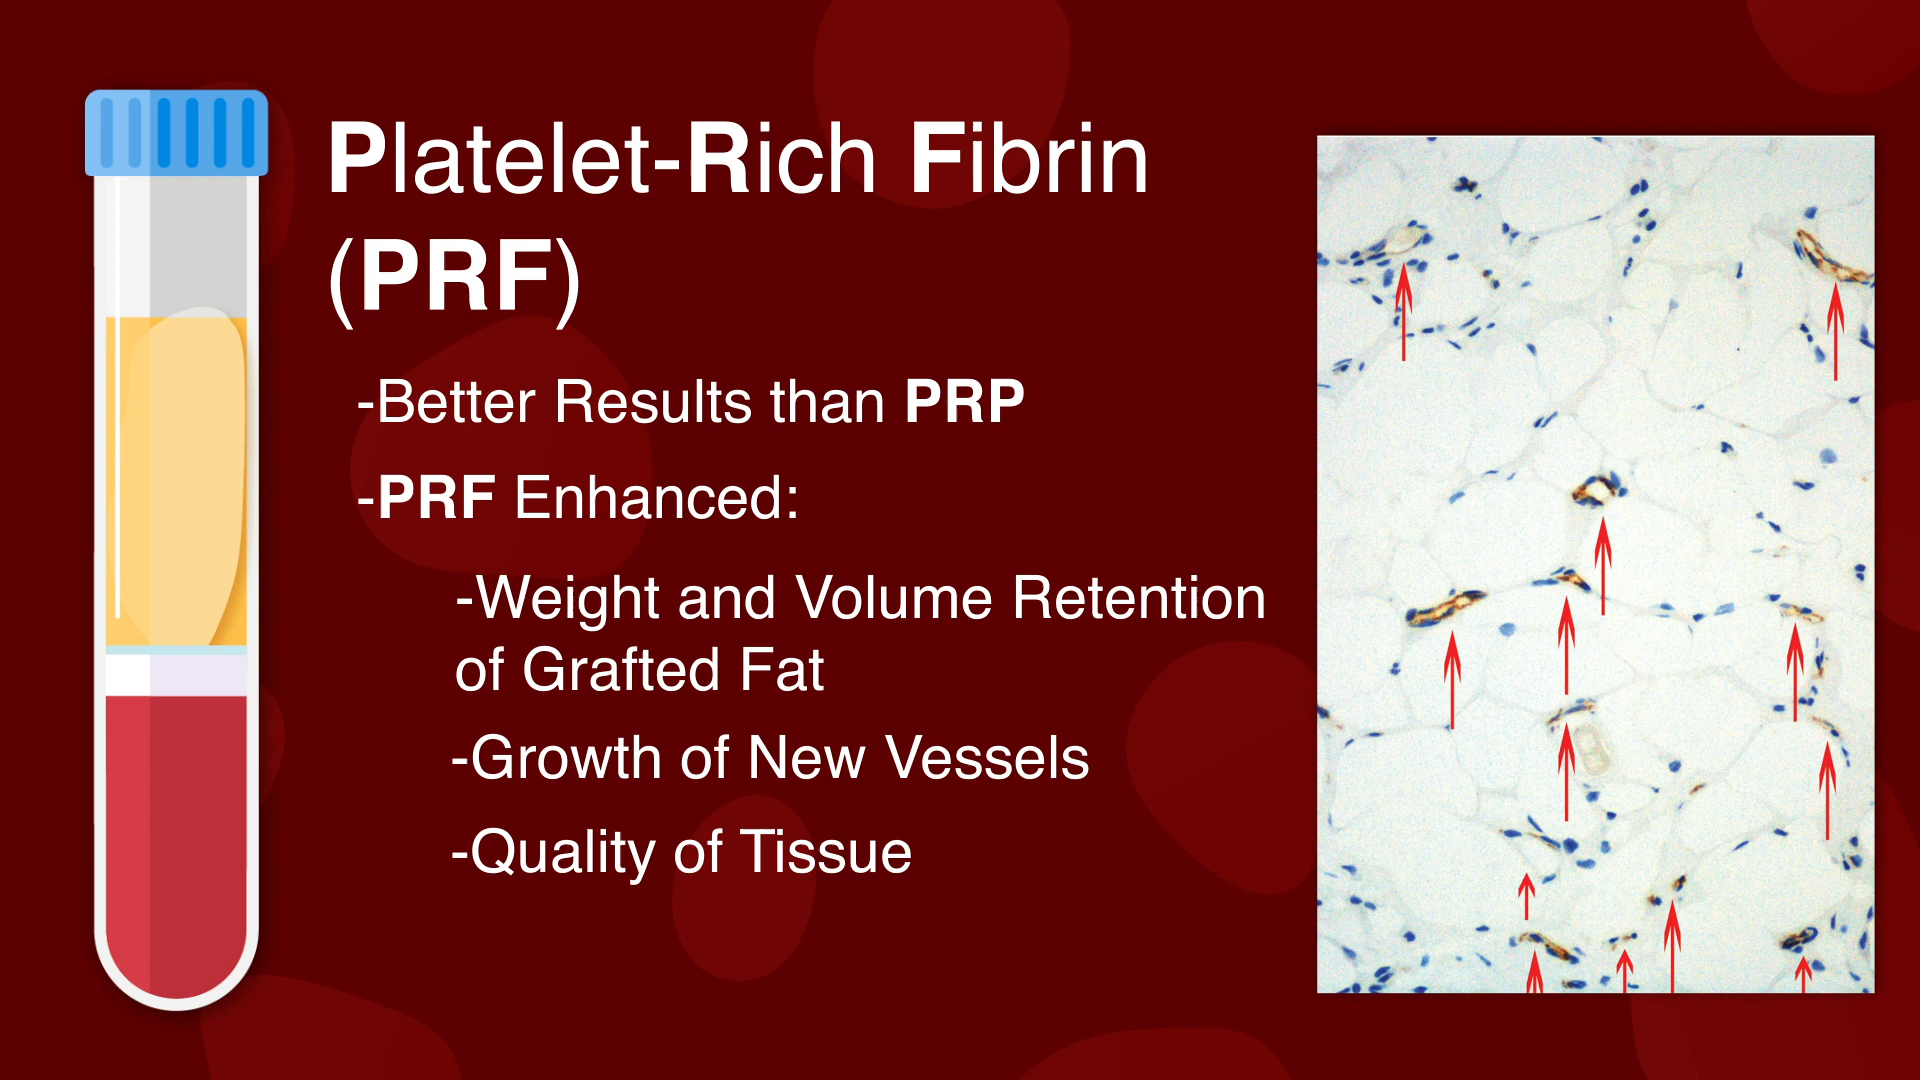 Platelet-Rich Fibrin
(PRF)
-Better Results than PRP
-PRF Enhanced:
-Weight and Volume Retention
of Grafted Fat
-Growth of New Vessels
-Quality of Tissue